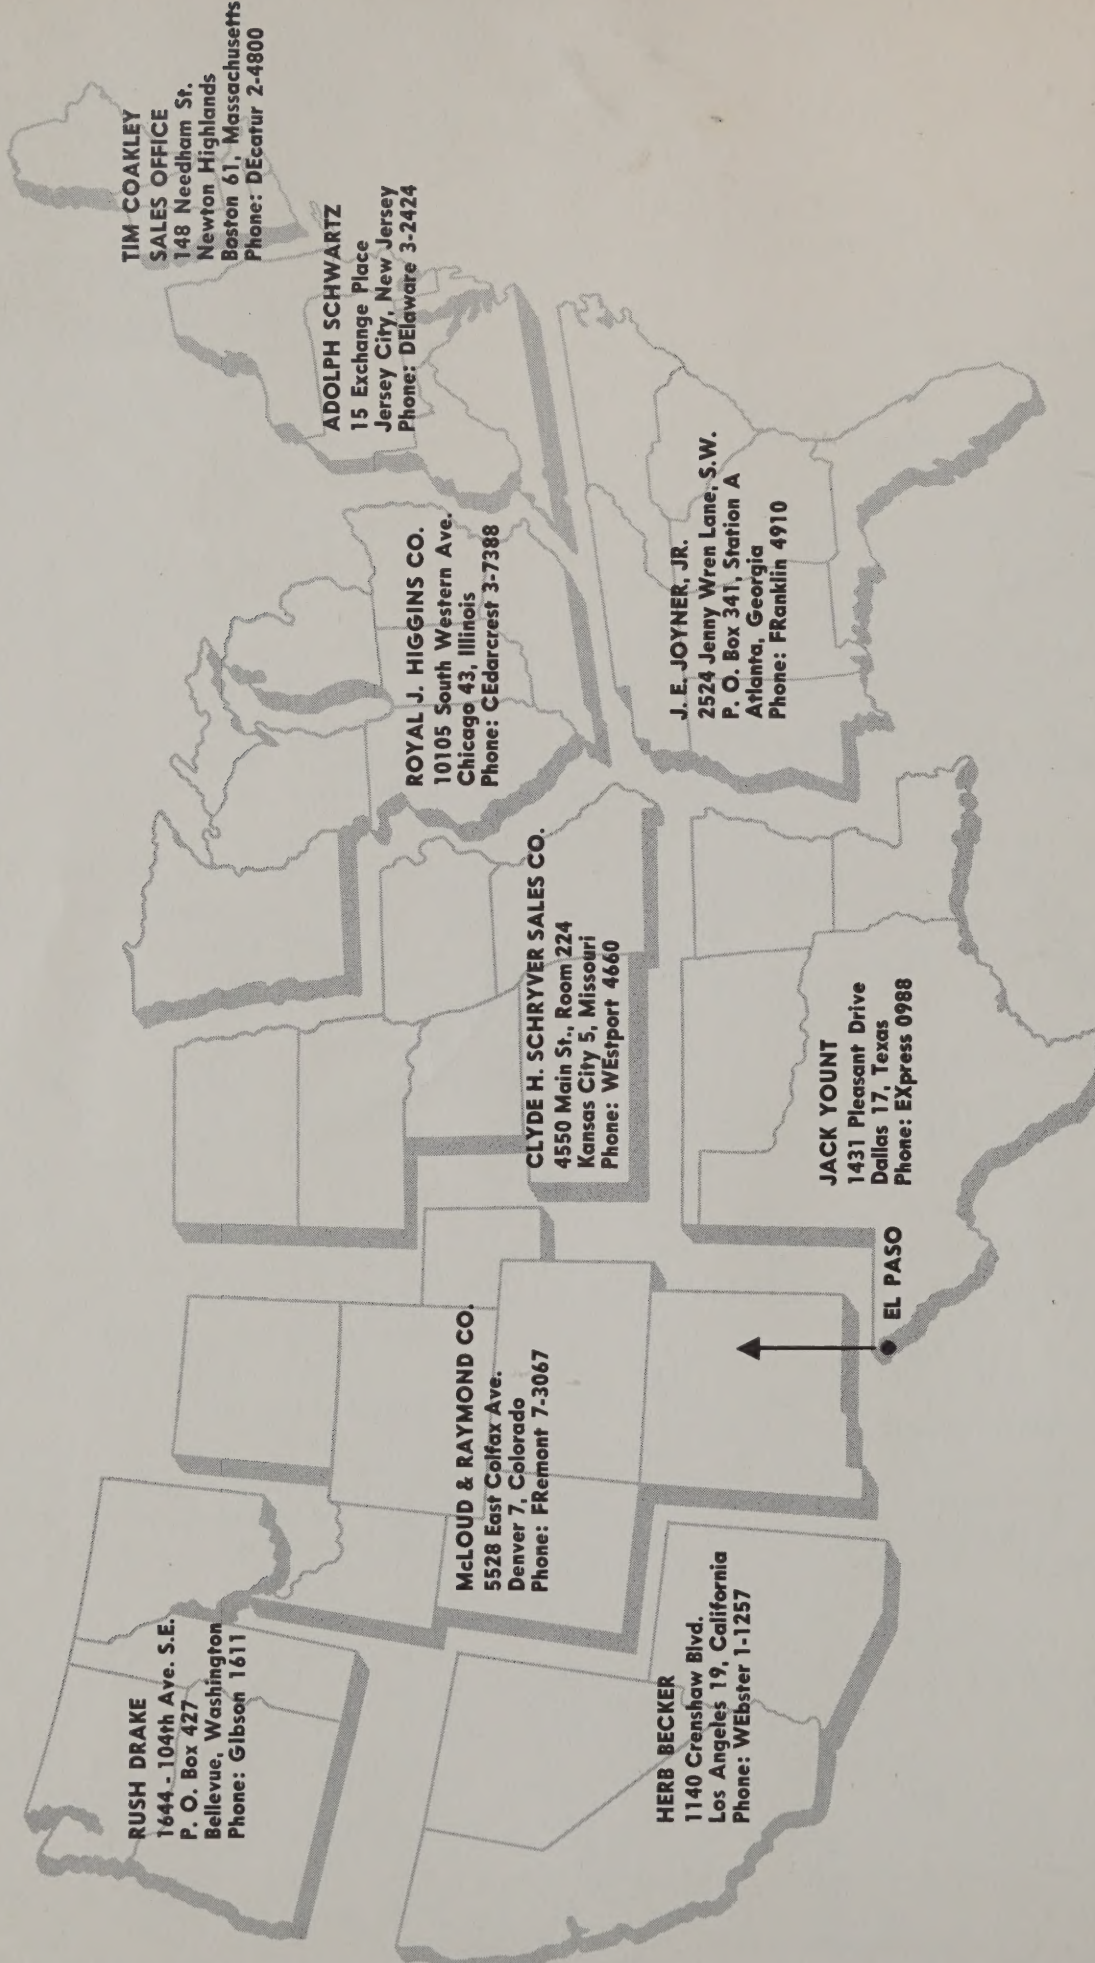 TIM COAKLEY
SALES OFFICE
148 Needham St.
Newton Highlands
Boston 61, Massachusetts
Phone: DEcatur 2-4800
ADOLPH SCHWARTZ
15 Exchange Place
Jersey City, New Jersey
Phone: DElaware 3-2424
ROYAL J. HIGGINS CO.
10105 South Western Ave.
Chicago 43, Illinois
Phone: CEdarcrest 3-7388
J. E. JOYNER, JR.
2524 Jenny Wren Lane, S.W.
P. O. Box 341, Station A
Atlanta, Georgia
Phone: FRanklin 4910
CLYDE H. SCHRYVER SALES CO.
4550 Main St., Room 224
Kansas City 5, Missouri
Phone: WEstport 4660
JACK YOUNT
1431 Pleasant Drive
Dallas 17, Texas
Phone: EXpress 0988
EL PASO
McLOUD & RAYMOND CO.
5528 East Colfax Ave.
Denver 7, Colorado
Phone: FRemont 7-3067
RUSH DRAKE
1644 - 104th Ave. S.E.
P. O. Box 427
Bellevue, Washington
Phone: GIbson 1611
HERB BECKER
1140 Crenshaw Blvd.
Los Angeles 19, California
Phone: WEbster 1-1257